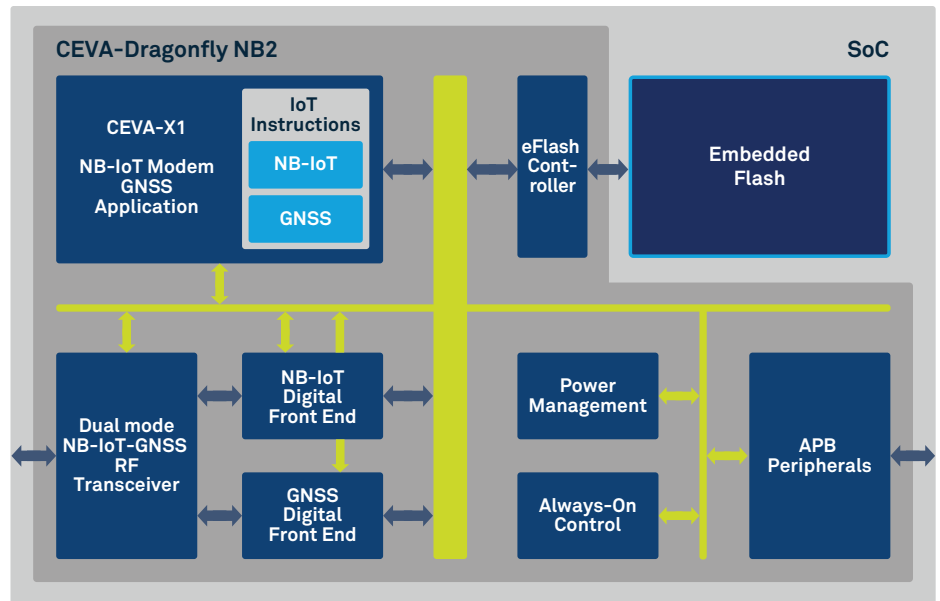 CEVA-Dragonfly NB2
SoC
CEVA-X1
NB-IoT Modem
GNSS
Application
IoT
Instructions
NB-IoT
GNSS
eFlash
Cont-
roller
Embedded
Flash
Dual mode
NB-IoT-GNSS
RF
Transceiver
NB-IoT
Digital
Front End
GNSS
Digital
Front End
Power
Management
Always-On
Control
APB
Peripherals